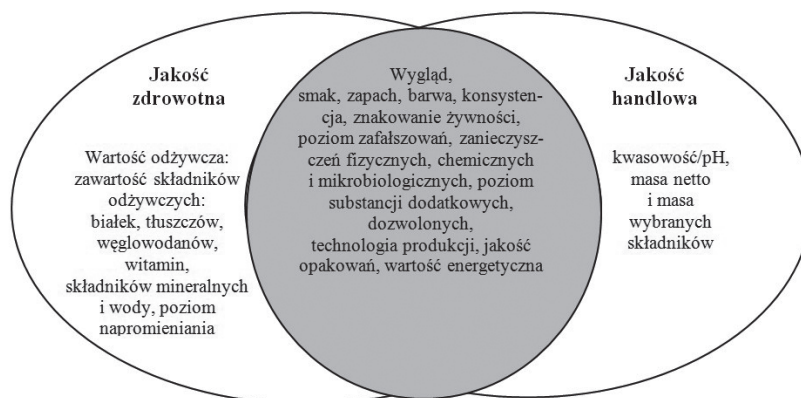 Jakość
zdrowotna
Wartość odżywcza:
zawartość składników
odżywczych:
białek, tłuszczów,
węglowodanów,
witamin,
składników mineralnych
i wody, poziom
napromieniania
Wygląd,
smak, zapach, barwa, konsysten-
cja, znakowanie żywności,
poziom zafałszowań, zanieczysz-
czeń fizycznych, chemicznych
i mikrobiologicznych, poziom
substancji dodatkowych,
dozwolonych,
technologia produkcji, jakość
opakowań, wartość energetyczna
Jakość
handlowa
kwasowość/pH,
masa netto
i masa
wybranych
składników